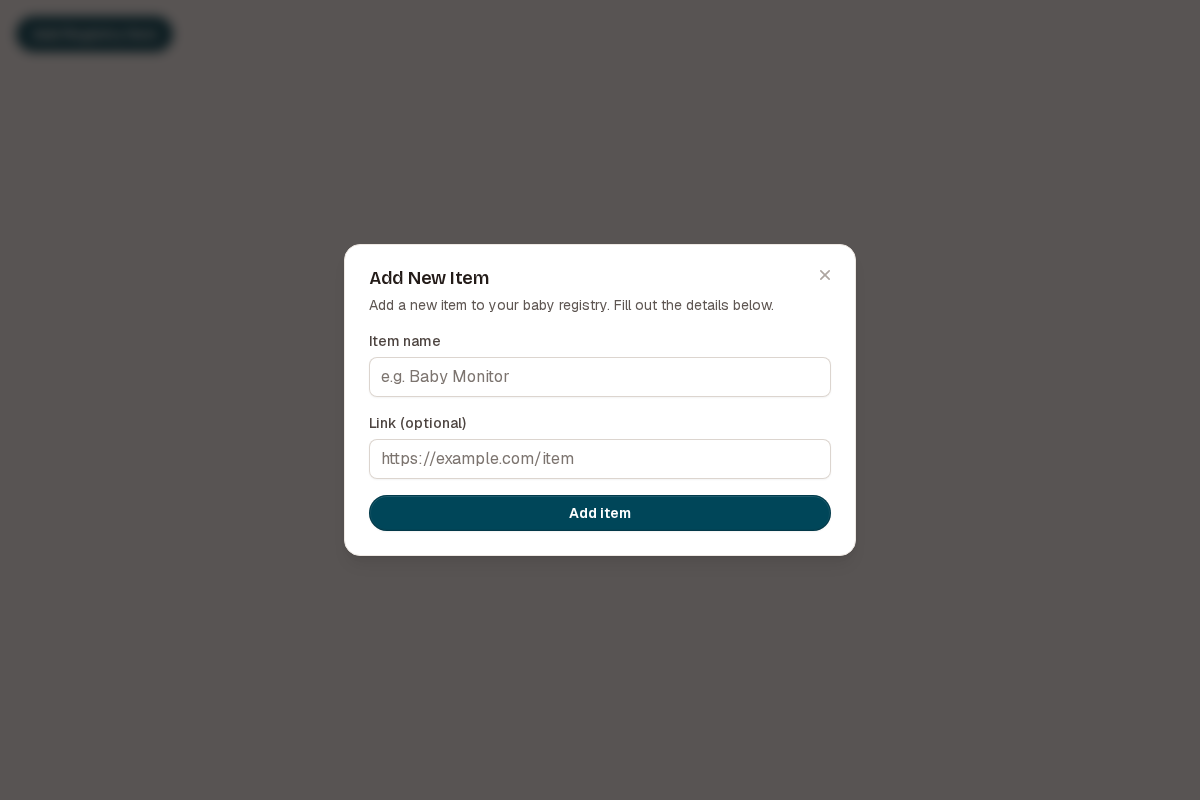 Add New Item
Add a new item to your baby registry. Fill out the details below.
Item name
e.g. Baby Monitor
Link (optional)
https://example.com/item
Add item